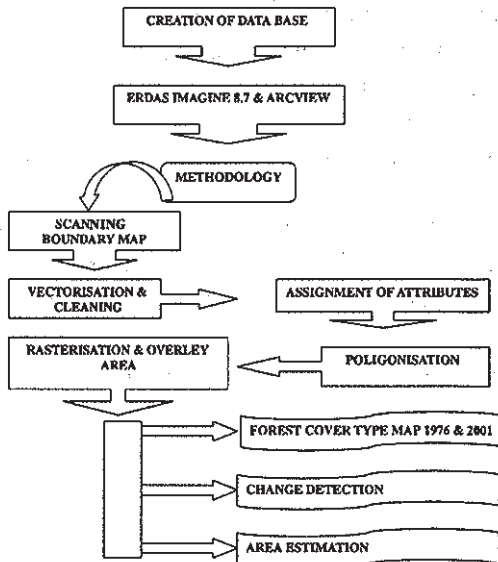 CREATION OF DATA BASE
ERDAS IMAGINE 8.7 & ARCVIEW
METHODOLOGY
SCANNING
BOUNDARY MAP
VECTORISATION &
CLEANING
ASSIGNMENT OF ATTRIBUTES
RASTERISATION & OVERLEY
AREA
POLIGONISATION
FOREST COVER TYPE MAP 1976 & 2001
CHANGE DETECTION
AREA ESTIMATION